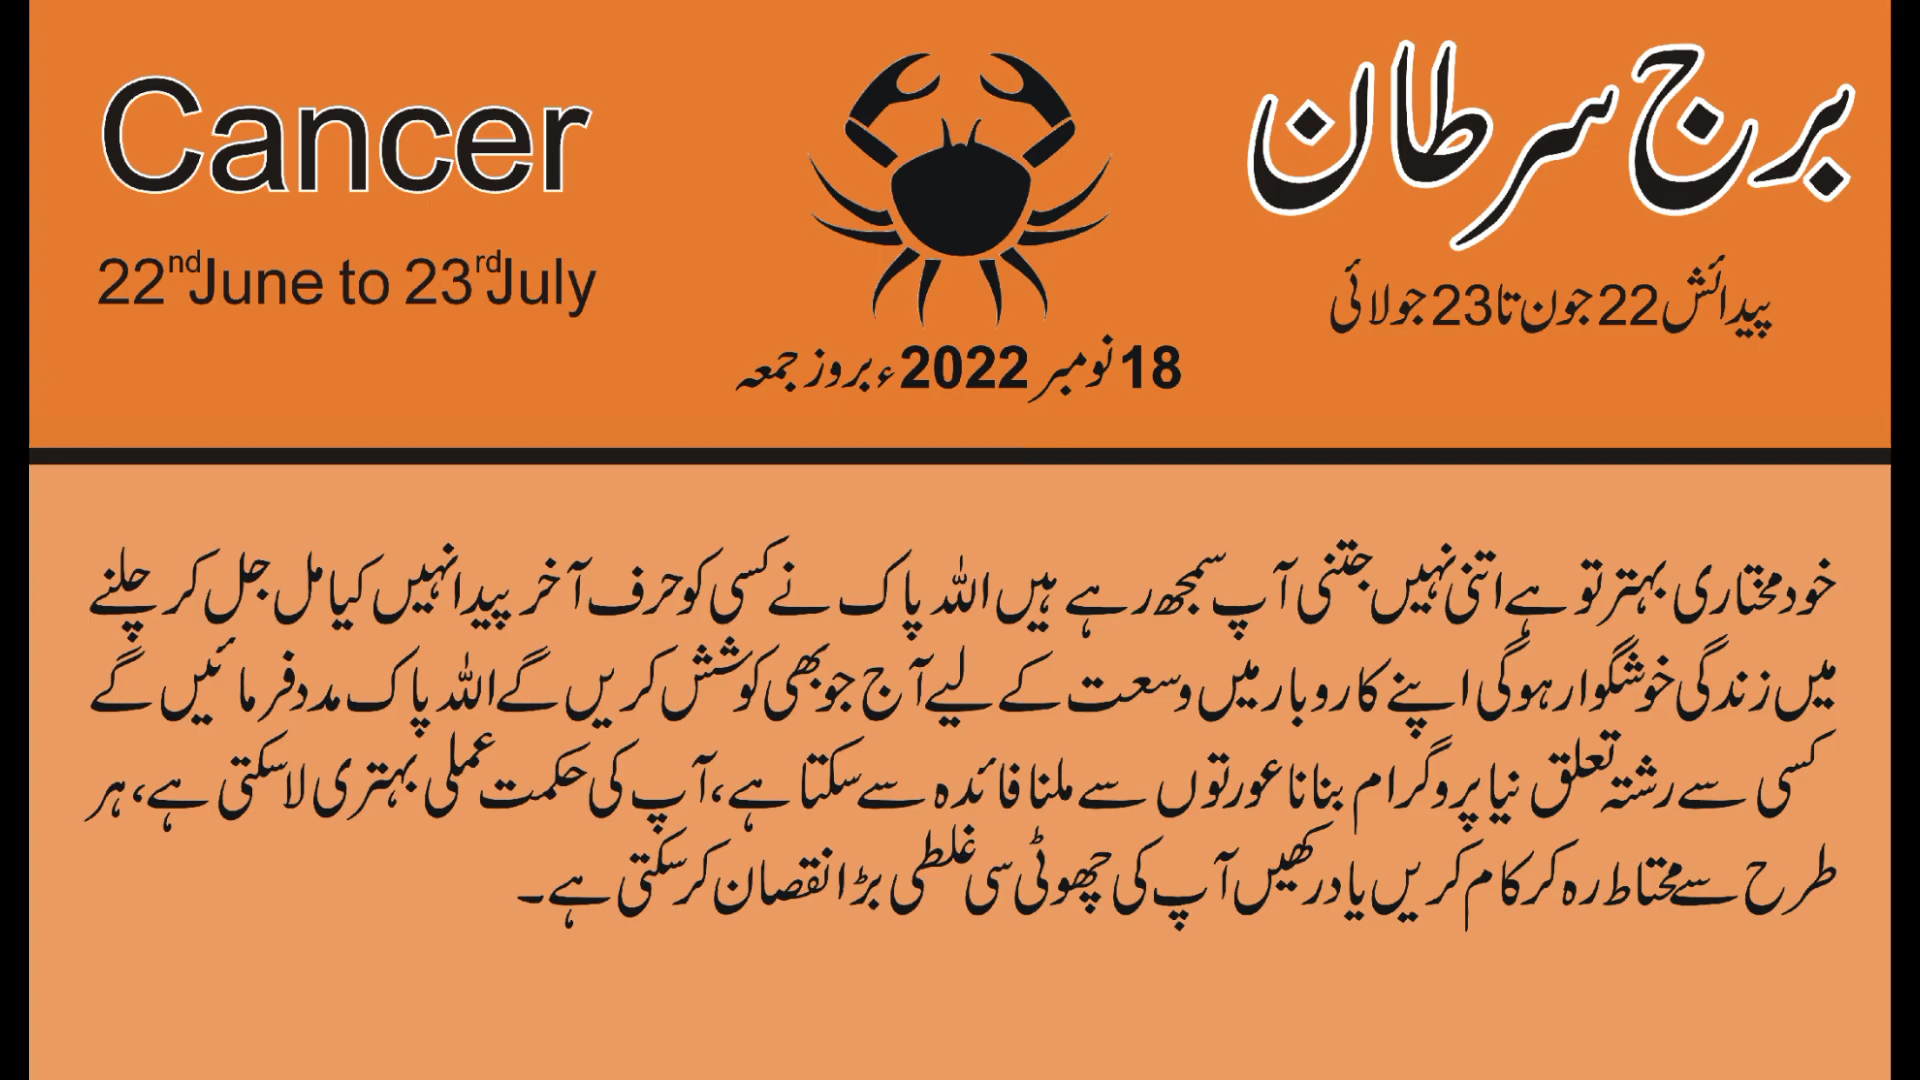 Cancer
برج سرطان
22nd June to 23rd July
پیدائش 22 جون تا 23 جولائی
18 نومبر 2022ء بروز جمعہ
خود مختاری بہتر تو ہے اتنی نہیں جتنی آپ سمجھ رہے ہیں اللہ پاک نے کسی کو حرف آخر پیدا نہیں کیا مل جل کر چلنے
میں زندگی خوشگوار ہوگی اپنے کاروبار میں وسعت کے لیے آج جو بھی کوشش کریں گے اللہ پاک مدد فرمائیں گے
کسی سے رشتہ تعلق نیا پروگرام بنانا عورتوں سے ملنا فائدہ سے سکتا ہے، آپ کی حکمت عملی بہتری لاسکتی ہے، ہر
طرح سے محتاط رہ کر کام کریں یاد رکھیں آپ کی چھوٹی سی غلطی بڑا نقصان کرسکتی ہے۔